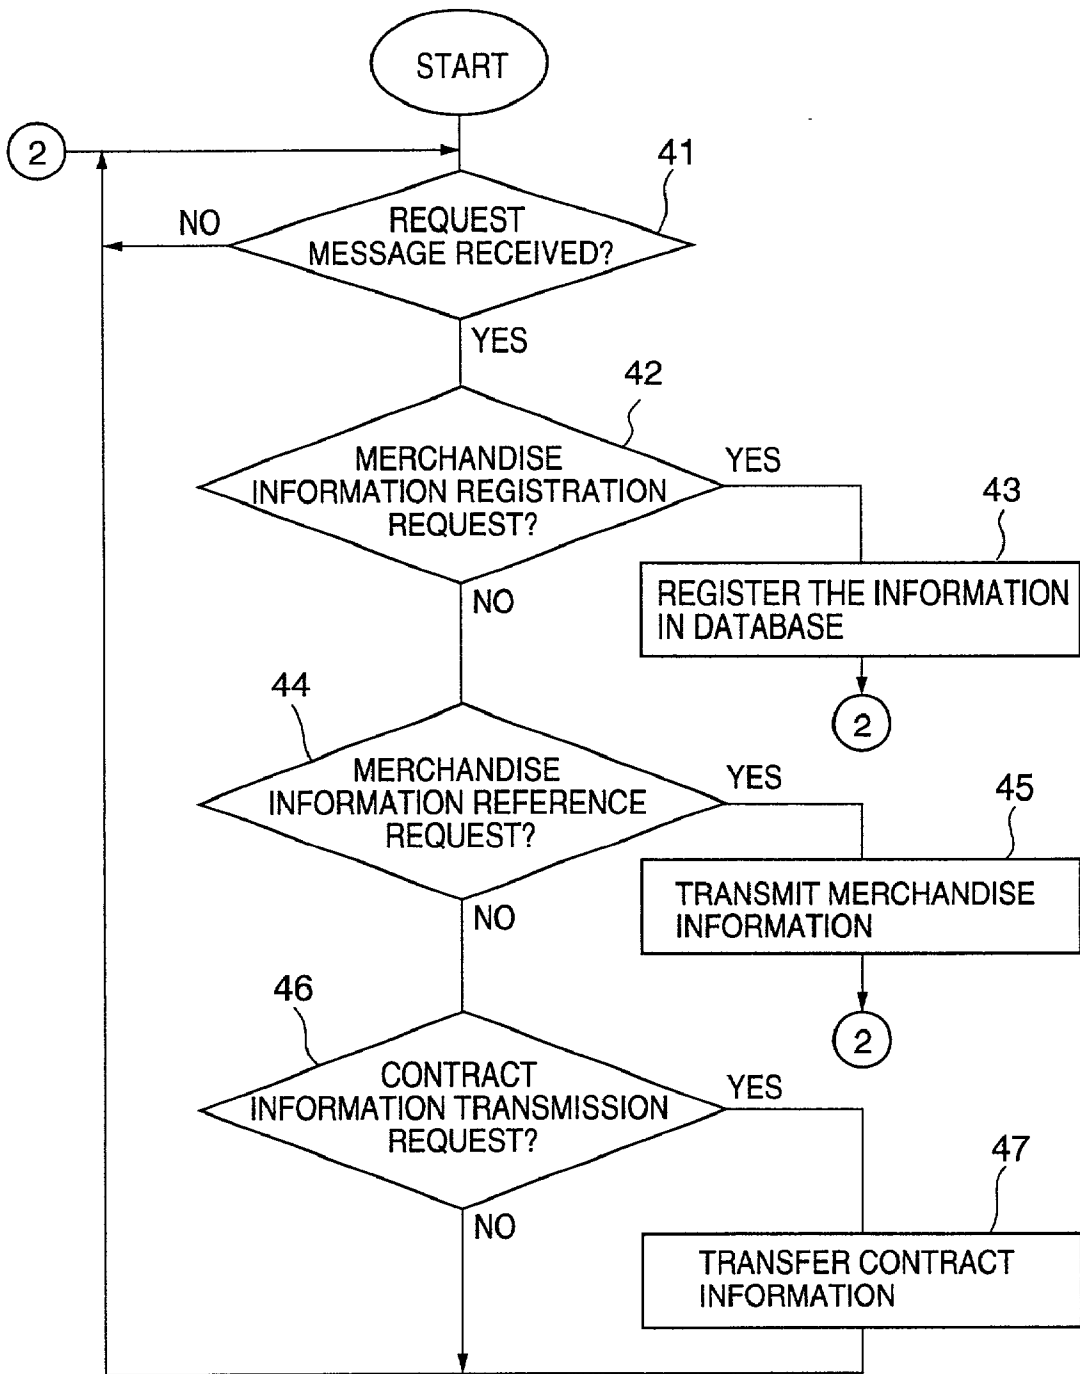 START
2
41
NO
REQUEST
MESSAGE RECEIVED?
YES
42
MERCHANDISE
INFORMATION REGISTRATION
REQUEST?
YES
43
NO
REGISTER THE INFORMATION
IN DATABASE
44
2
MERCHANDISE
INFORMATION REFERENCE
REQUEST?
YES
45
NO
TRANSMIT MERCHANDISE
INFORMATION
46
2
CONTRACT
INFORMATION TRANSMISSION
REQUEST?
YES
47
NO
TRANSFER CONTRACT
INFORMATION